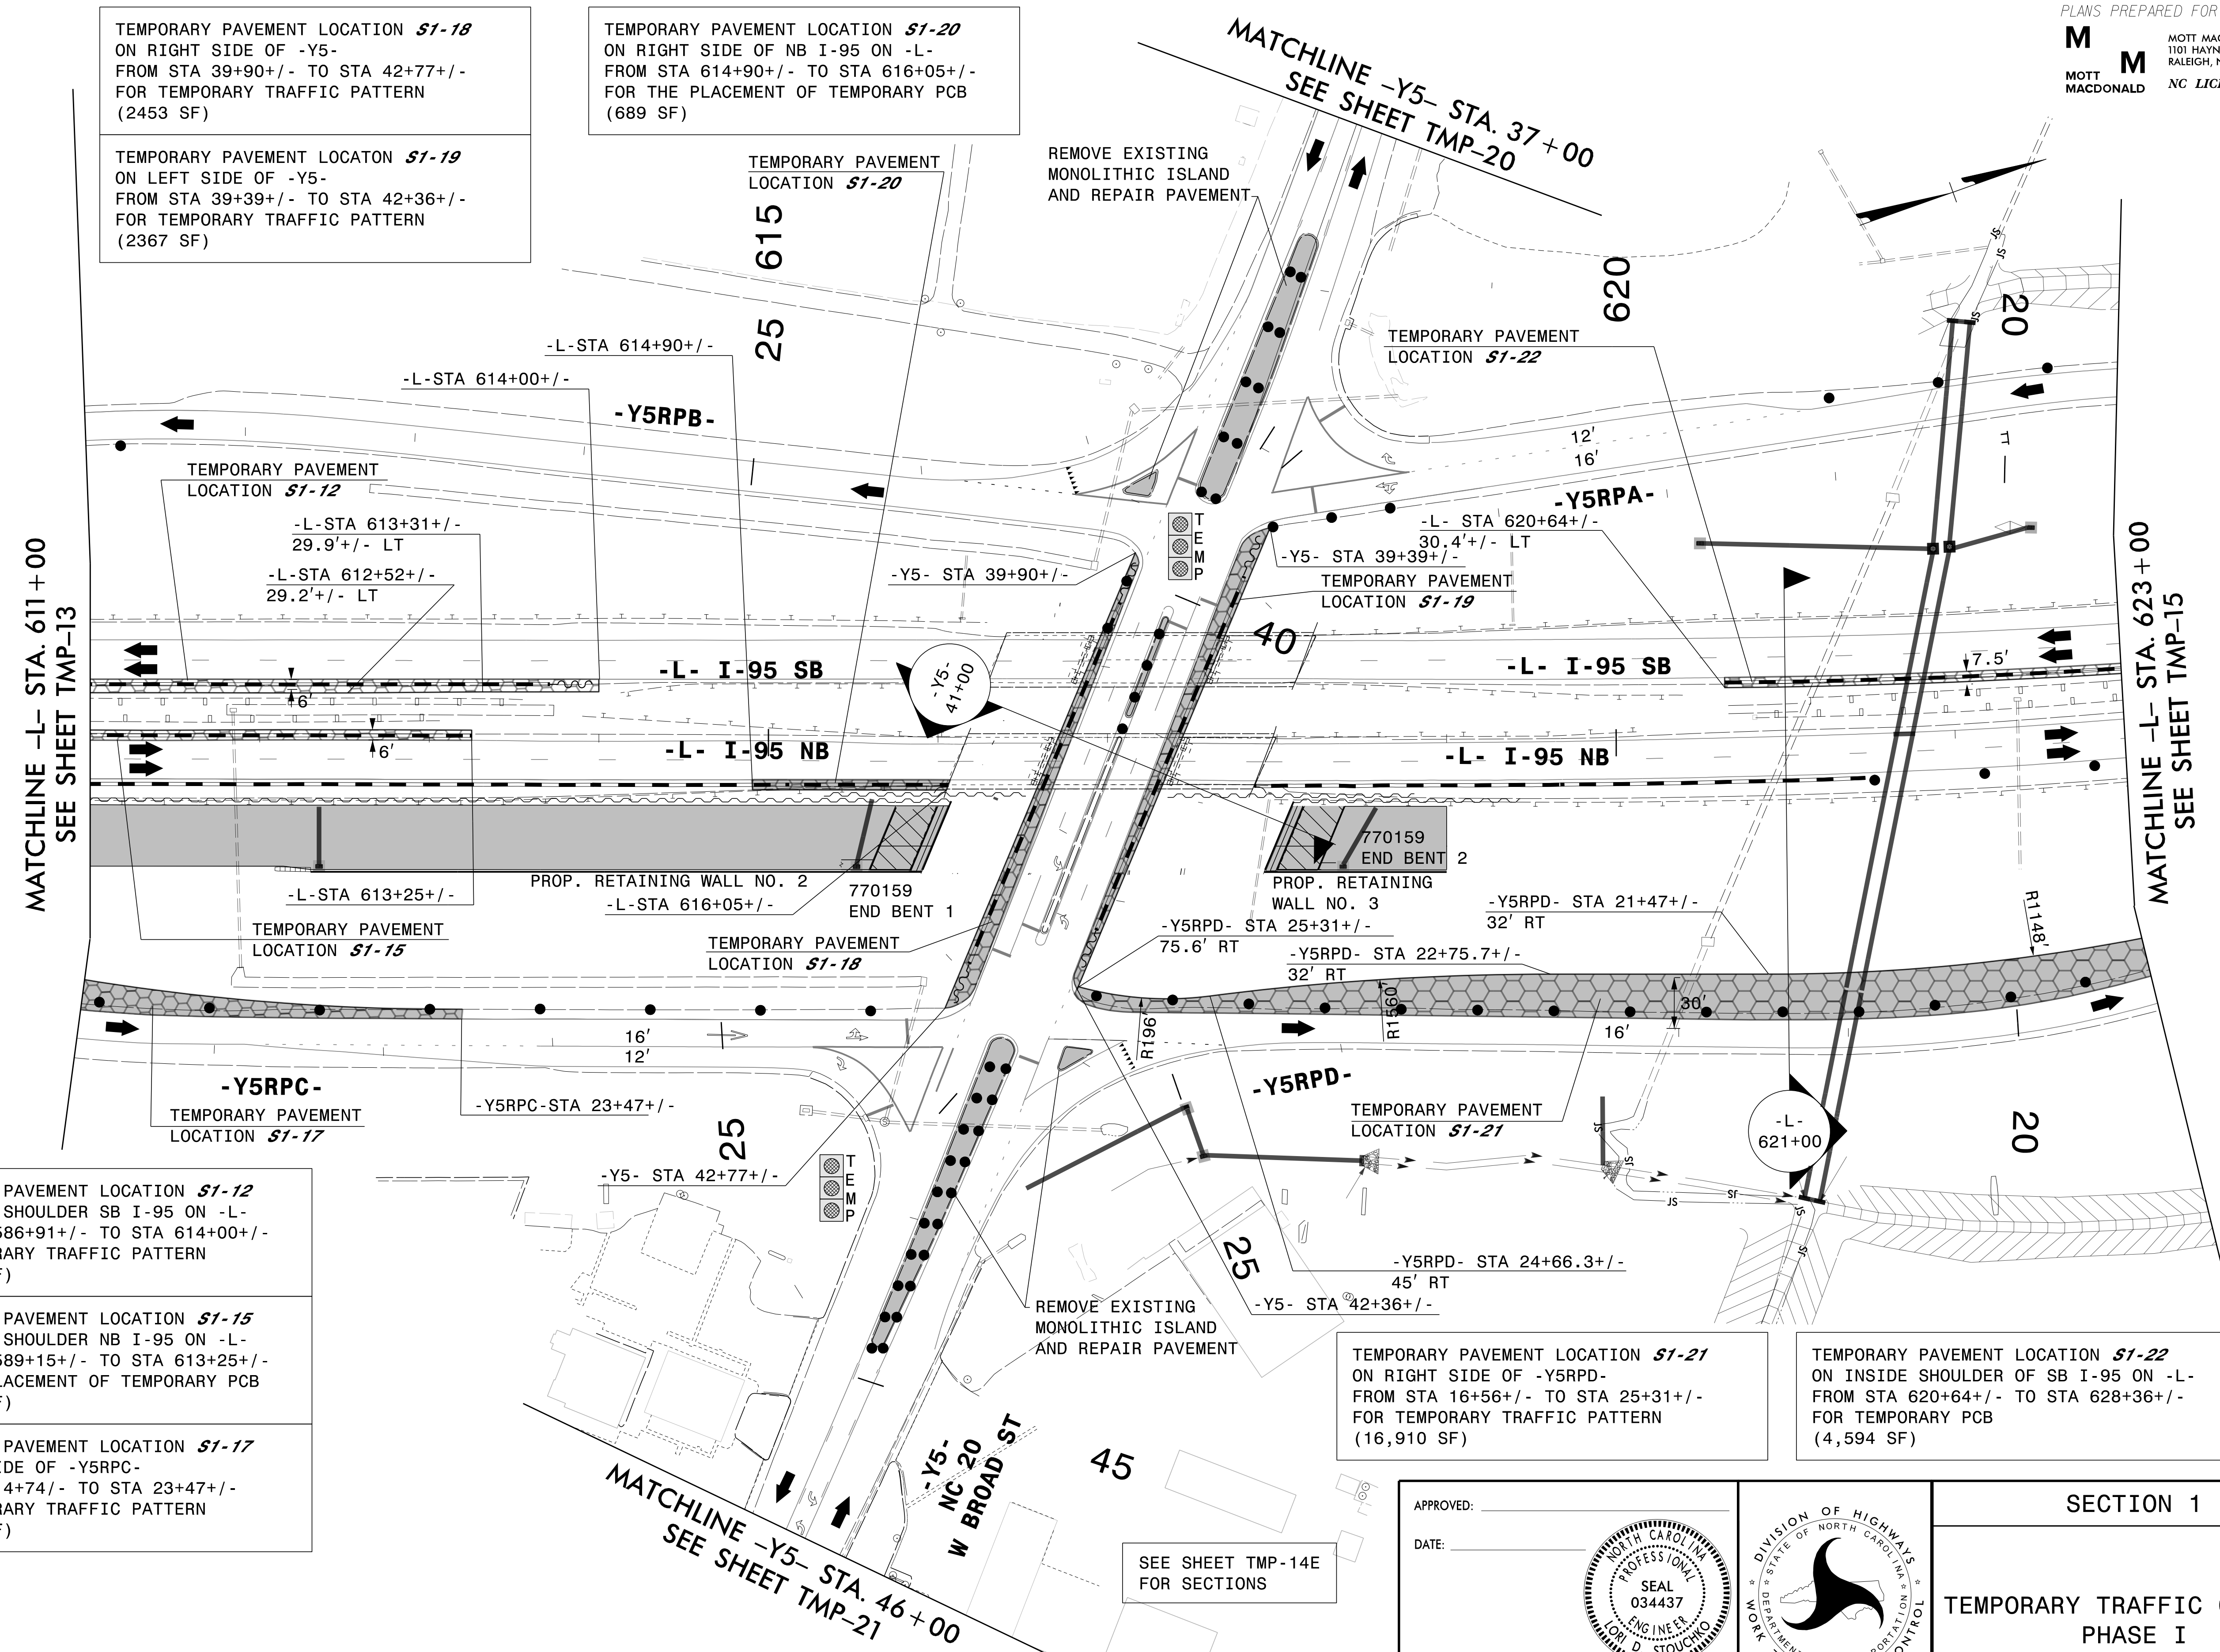 PLANS PREPARED FOR
M
M
MOTT
MACDONALD
MOTT MAC
1101 HAYN
RALEIGH, N
NC LIC
TEMPORARY PAVEMENT LOCATION S1-18
ON RIGHT SIDE OF -Y5-
FROM STA 39+90+/- TO STA 42+77+/-
FOR TEMPORARY TRAFFIC PATTERN
(2453 SF)
TEMPORARY PAVEMENT LOCATON S1-19
ON LEFT SIDE OF -Y5-
FROM STA 39+39+/- TO STA 42+36+/-
FOR TEMPORARY TRAFFIC PATTERN
(2367 SF)
TEMPORARY PAVEMENT LOCATION S1-20
ON RIGHT SIDE OF NB I-95 ON -L-
FROM STA 614+90+/- TO STA 616+05+/-
FOR THE PLACEMENT OF TEMPORARY PCB
(689 SF)
MATCHLINE -Y5- STA. 37+00
SEE SHEET TMP-20
TEMPORARY PAVEMENT
LOCATION S1-20
REMOVE EXISTING
MONOLITHIC ISLAND
AND REPAIR PAVEMENT
615
25
620
20
-L-STA 614+90+/-
-L-STA 614+00+/-
TEMPORARY PAVEMENT
LOCATION S1-22
-Y5RPB-
TEMPORARY PAVEMENT
LOCATION S1-12
-L-STA 613+31+/-
29.9'+/- LT
-L-STA 612+52+/-
29.2'+/- LT
12'
16'
-Y5RPA-
-L- STA 620+64+/-
30.4'+/- LT
TEMP
-Y5- STA 39+90+/-
-Y5- STA 39+39+/-
TEMPORARY PAVEMENT
LOCATION S1-19
40
TT
MATCHLINE -L- STA. 611+00
SEE SHEET TMP-13
MATCHLINE -L- STA. 623+00
SEE SHEET TMP-15
-L- I-95 SB
-L- I-95 SB
7.5'
6'
-Y5-
41+00
6'
-L- I-95 NB
-L- I-95 NB
770159
END BENT 2
PROP. RETAINING WALL NO. 2
770159
END BENT 1
PROP. RETAINING
WALL NO. 3
-L-STA 613+25+/-
-L-STA 616+05+/-
TEMPORARY PAVEMENT
LOCATION S1-15
TEMPORARY PAVEMENT
LOCATION S1-18
-Y5RPD- STA 25+31+/-
75.6' RT
-Y5RPD- STA 21+47+/-
32' RT
-Y5RPD- STA 22+75.7+/-
32' RT
R1148'
R196'
R1560'
30'
16'
16'
12'
-Y5RPC-
TEMPORARY PAVEMENT
LOCATION S1-17
-Y5RPC-STA 23+47+/-
-Y5RPD-
25
TEMPORARY PAVEMENT
LOCATION S1-21
-L-
621+00
20
-Y5- STA 42+77+/-
TEMP
25
-Y5RPD- STA 24+66.3+/-
45' RT
-Y5- STA 42+36+/-
REMOVE EXISTING
MONOLITHIC ISLAND
AND REPAIR PAVEMENT
PAVEMENT LOCATION S1-12
SHOULDER SB I-95 ON -L-
586+91+/- TO STA 614+00+/-
RARY TRAFFIC PATTERN
F)
PAVEMENT LOCATION S1-15
SHOULDER NB I-95 ON -L-
589+15+/- TO STA 613+25+/-
LACEMENT OF TEMPORARY PCB
F)
PAVEMENT LOCATION S1-17
IDE OF -Y5RPC-
4+74/- TO STA 23+47+/-
RARY TRAFFIC PATTERN
F)
TEMPORARY PAVEMENT LOCATION S1-21
ON RIGHT SIDE OF -Y5RPD-
FROM STA 16+56+/- TO STA 25+31+/-
FOR TEMPORARY TRAFFIC PATTERN
(16,910 SF)
TEMPORARY PAVEMENT LOCATION S1-22
ON INSIDE SHOULDER OF SB I-95 ON -L-
FROM STA 620+64+/- TO STA 628+36+/-
FOR TEMPORARY PCB
(4,594 SF)
-Y5-
NC 20
W BROAD ST
45
MATCHLINE -Y5- STA. 46+00
SEE SHEET TMP-21
SEE SHEET TMP-14E
FOR SECTIONS
APPROVED:
DATE:
NORTH CAROLINA
PROFESSIONAL
SEAL
034437
ENGINEER
LORI D. STOUCHKO
DIVISION OF HIGHWAYS
STATE OF NORTH CAROLINA
WORK
SECTION 1
TEMPORARY TRAFFIC
PHASE I